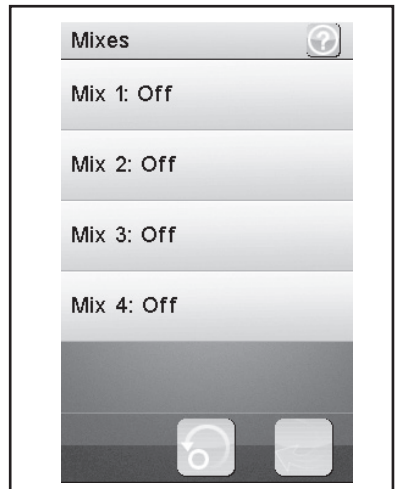 Mixes
Mix 1: Off
Mix 2: Off
Mix 3: Off
Mix 4: Off